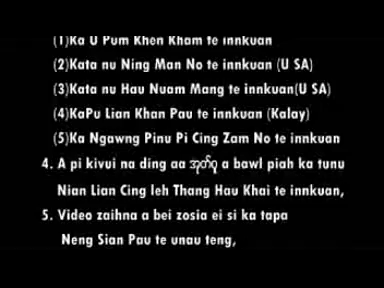 (1)Ka U Pum Khen Kham te innkuan
(2)Kata nu Ning Man No te innkuan (U SA)
(3)Kata nu Hau Nuam Mang te innkuan(U SA)
(4)KaPu Lian Khan Pau te innkuan (Kalay)
(5)Ka Ngawng Pinu Pi Cing Zam No te innkuan
4. A pi kivui na ding aa အုတ်ဂူ a bawl piah ka tunu
Nian Lian Cing leh Thang Hau Khai te innkuan,
5. Video zaihna a bei zosia ei si ka tapa
Neng Sian Pau te unau teng,